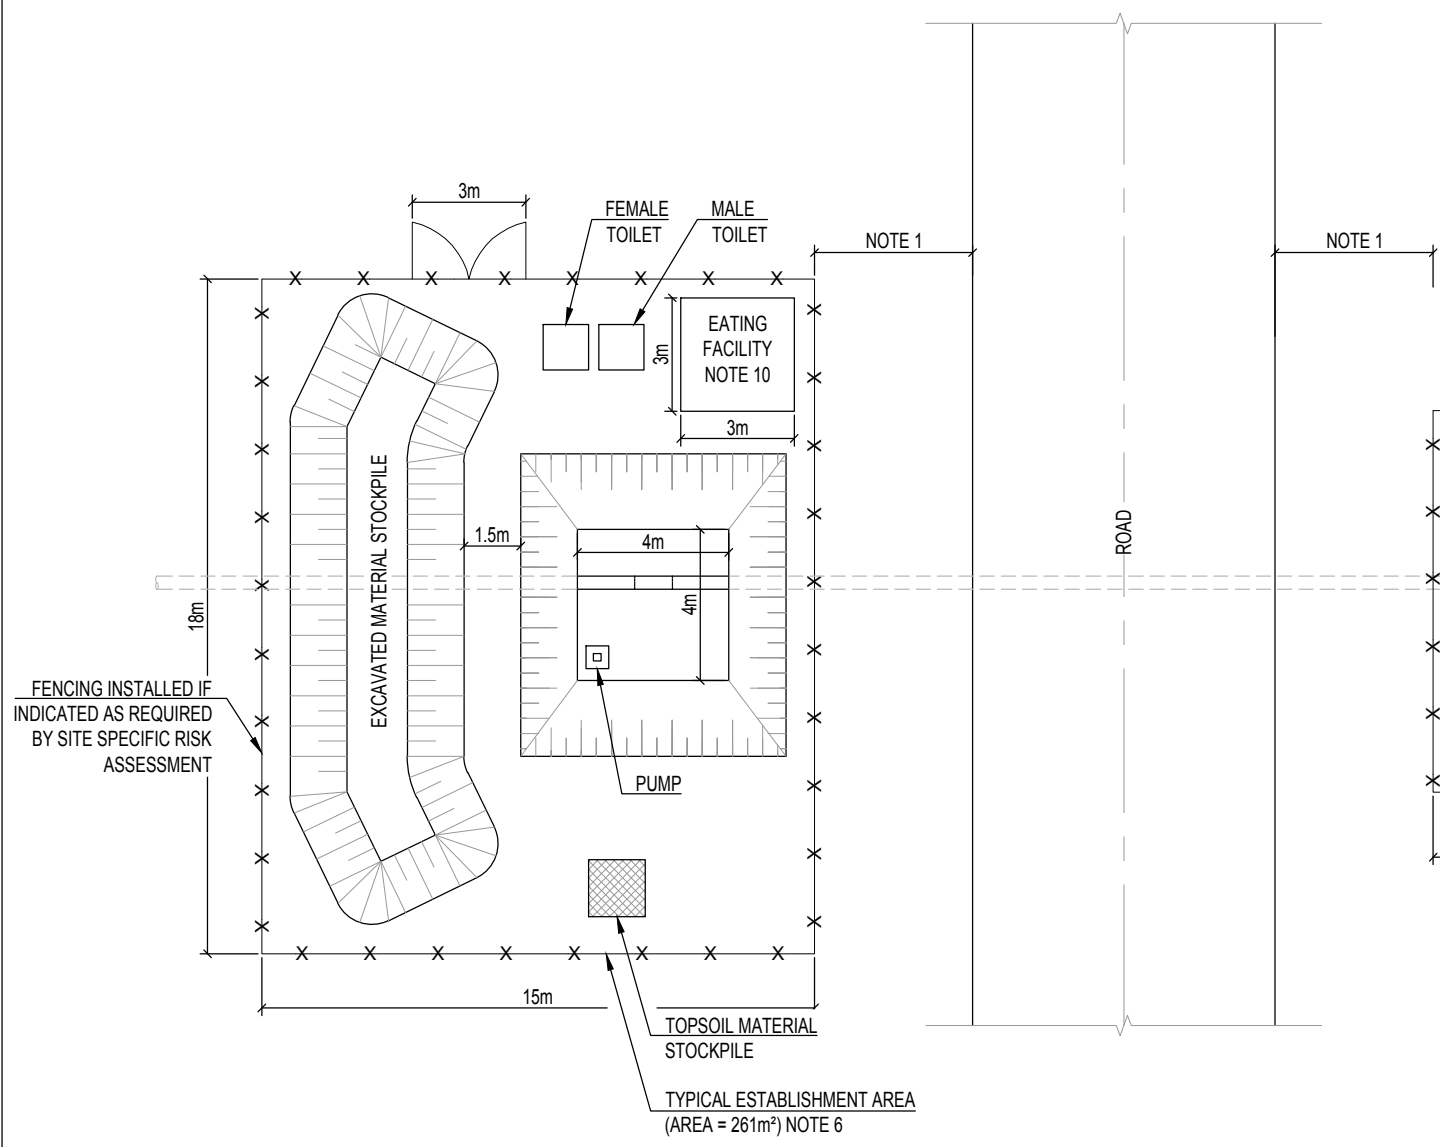 3m
FEMALE
TOILET
MALE
TOILET
NOTE 1
NOTE 1
EATING
FACILITY
NOTE 10
3m
3m
EXCAVATED MATERIAL STOCKPILE
1.5m
4m
4m
ROAD
18m
FENCING INSTALLED IF
INDICATED AS REQUIRED
BY SITE SPECIFIC RISK
ASSESSMENT
PUMP
15m
TOPSOIL MATERIAL
STOCKPILE
TYPICAL ESTABLISHMENT AREA
(AREA = 261m²) NOTE 6